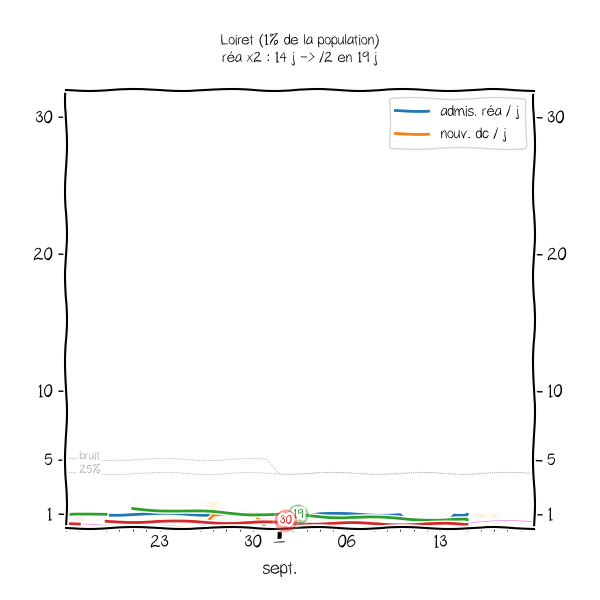 Loiret (1% de la population)
réa x2 : 14 j -> /2 en 19 j
admis. réa / j
nouv. dc / j
30
30
20
20
10
10
5
bruit
25%
5
1
30
19
1
23
30
06
13
sept.